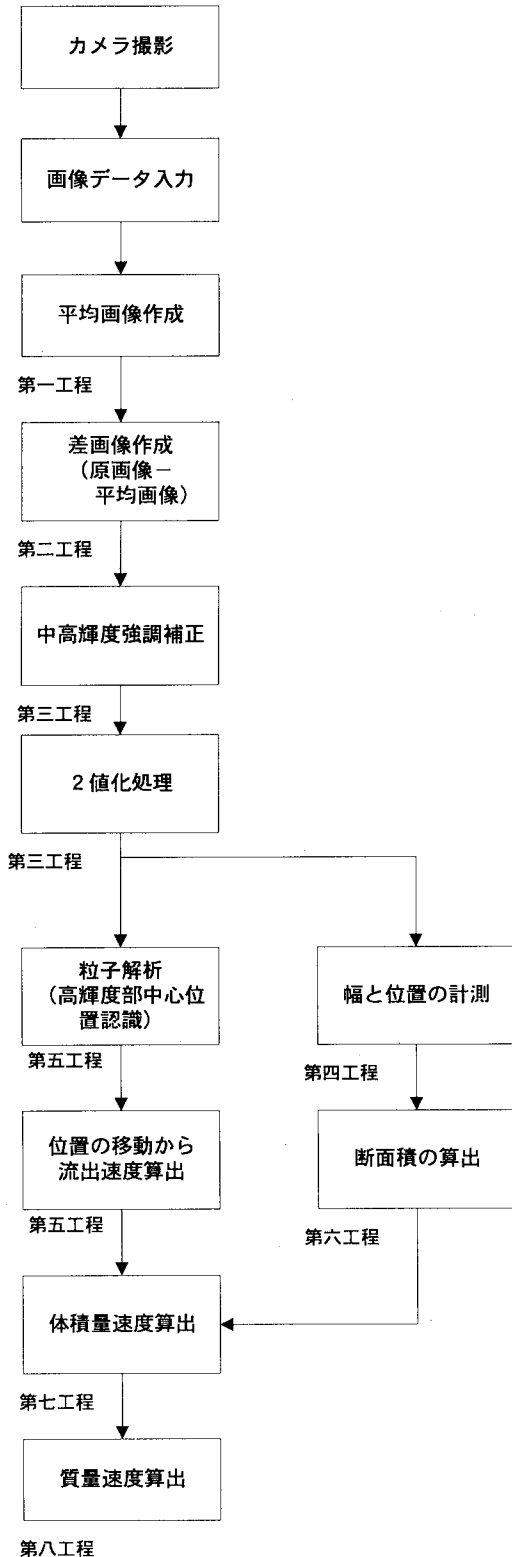 カメラ撮影
画像データ入力
平均画像作成
第一工程
差画像作成
(原画像－
平均画像)
第二工程
中高輝度強調補正
第三工程
2値化処理
第三工程
粒子解析
(高輝度部中心位
置認識)
第五工程
幅と位置の計測
第四工程
位置の移動から
流出速度算出
第五工程
断面積の算出
第六工程
体積量速度算出
第七工程
質量速度算出
第八工程